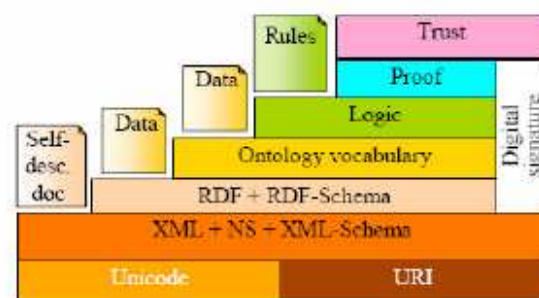 Rules
Trust
Data
Proof
Data
Logic
Self-
desc.
doc
Ontology vocabulary
Digital
signature
RDF + RDF-Schema
XML + NS + XML-Schema
Unicode
URI